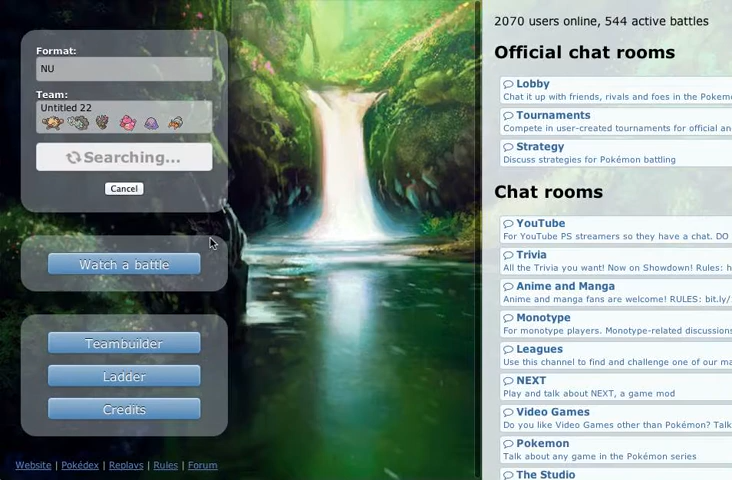 Format:
NU
Team:
Untitled 22
Searching...
Cancel
Watch a battle
Teambuilder
Ladder
Credits
Website | Pokédex | Replays | Rules | Forum
2070 users online, 544 active battles
Official chat rooms
Lobby
Chat it up with friends, rivals and foes in the Pokem
Tournaments
Compete in user-created tournaments for official an
Strategy
Discuss strategies for Pokémon battling
Chat rooms
YouTube
For YouTube PS streamers so they have a chat. DO
Trivia
All the Trivia you want! Now on Showdown! Rules: h
Anime and Manga
Anime and manga fans are welcome! RULES: bit.ly/
Monotype
For monotype players. Monotype-related discussions
Leagues
Use this channel to find and challenge one of our ma
NEXT
Play and talk about NEXT, a game mod
Video Games
Do you like Video Games other than Pokémon? Talk
Pokemon
Talk about any game in the Pokémon series
The Studio